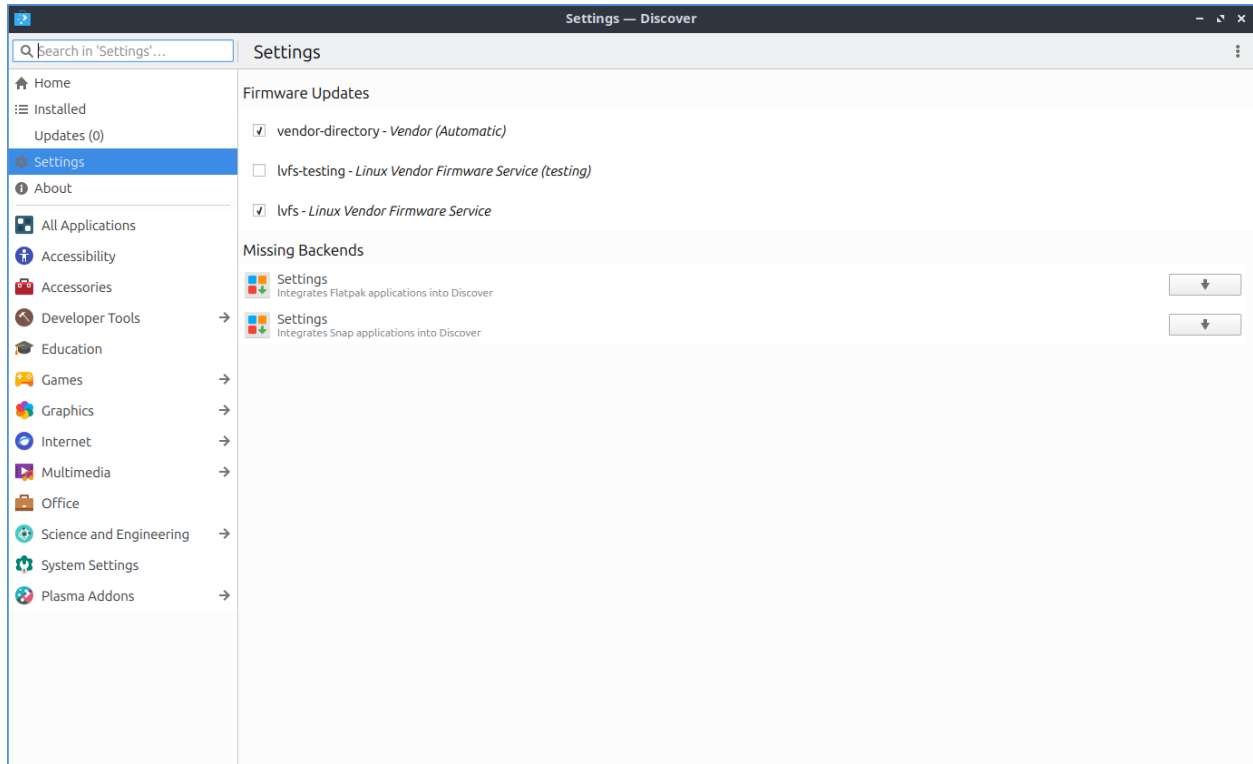 Settings — Discover
Search in 'Settings'...
Settings
Home
Installed
Updates (0)
Settings
About
All Applications
Accessibility
Accessories
Developer Tools
Education
Games
Graphics
Internet
Multimedia
Office
Science and Engineering
System Settings
Plasma Addons
Firmware Updates
vendor-directory - Vendor (Automatic)
lvfs-testing - Linux Vendor Firmware Service (testing)
lvfs - Linux Vendor Firmware Service
Missing Backends
Settings
Integrates Flatpak applications into Discover
Settings
Integrates Snap applications into Discover